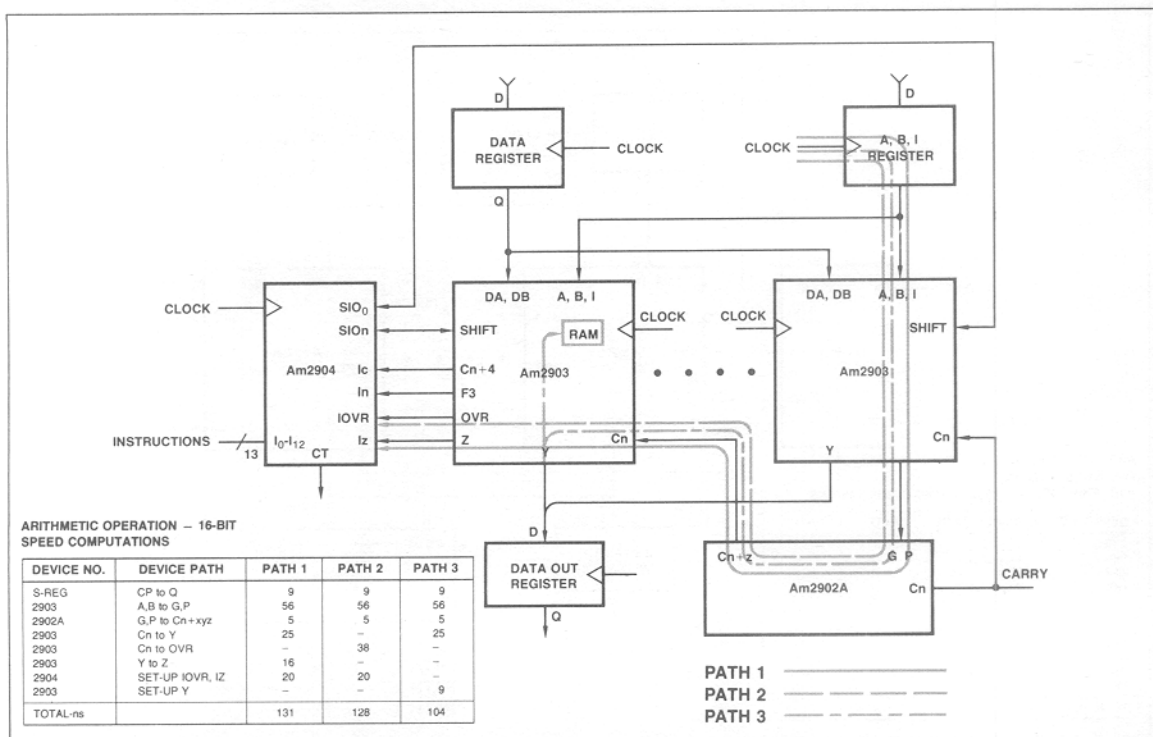 D
D
DATA
REGISTER
CLOCK
CLOCK
A, B, I
REGISTER
Q
CLOCK
SIO0
SIOn
Am2904
Ic
In
IOVR
Iz
INSTRUCTIONS
13
I0-I12
CT
DA, DB
A, B, I
SHIFT
RAM
CLOCK
Am2903
Cn+4
F3
OVR
Z
Cn
Y
CLOCK
DA, DB
A, B, I
SHIFT
Am2903
Cn
Y
D
DATA OUT
REGISTER
Q
Cn+z
G P
Am2902A
Cn
CARRY
ARITHMETIC OPERATION – 16-BIT
SPEED COMPUTATIONS
DEVICE NO. DEVICE PATH PATH 1 PATH 2 PATH 3
S-REG CP to Q 9 9 9
2903 A,B to G,P 56 56 56
2902A G,P to Cn+xyz 5 5 5
2903 Cn to Y 25 – 25
2903 Cn to OVR – 38 –
2903 Y to Z 16 – –
2904 SET-UP IOVR, IZ 20 20 –
2903 SET-UP Y – – 9
TOTAL-ns 131 128 104
PATH 1
PATH 2
PATH 3